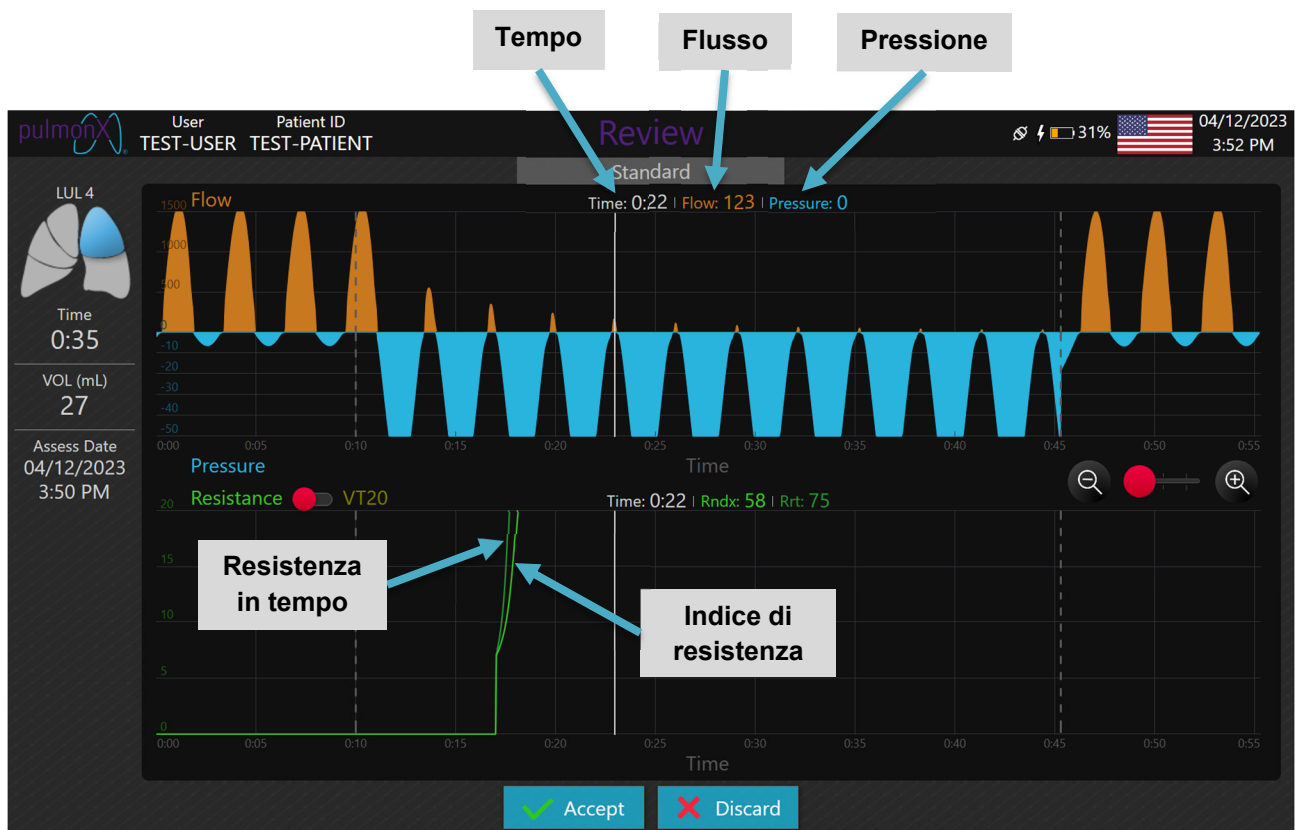 Tempo
Flusso
Pressione
pulmonX
User
TEST-USER
Patient ID
TEST-PATIENT
Review
31%
04/12/2023
3:52 PM
Standard
LUL 4
Time
0:35
VOL (mL)
27
Assess Date
04/12/2023
3:50 PM
1500 Flow
Time: 0:22 | Flow: 123 | Pressure: 0
1000
500
0
-10
-20
-30
-40
-50
0:00 0:05 0:10 0:15 0:20 0:25 0:30 0:35 0:40 0:45 0:50 0:55
Pressure
Time
Resistance VT20
Time: 0:22 | Rndx: 58 | Rrt: 75
20
15
10
5
0
Resistenza
in tempo
Indice di
resistenza
0:00 0:05 0:10 0:15 0:20 0:25 0:30 0:35 0:40 0:45 0:50 0:55
Time
Accept
Discard